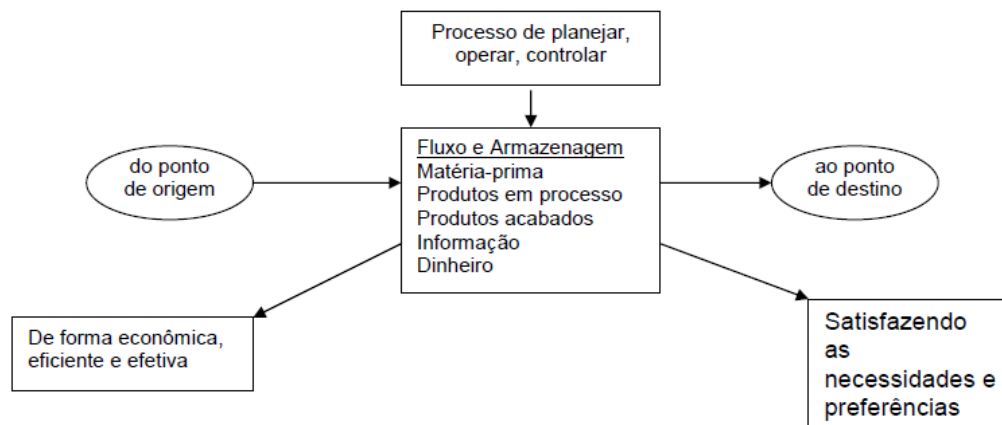 Processo de planejar,
operar, controlar
do ponto
de origem
Fluxo e Armazenagem
Matéria-prima
Produtos em processo
Produtos acabados
Informação
Dinheiro
ao ponto
de destino
De forma econômica,
eficiente e efetiva
Satisfazendo
as
necessidades e
preferências